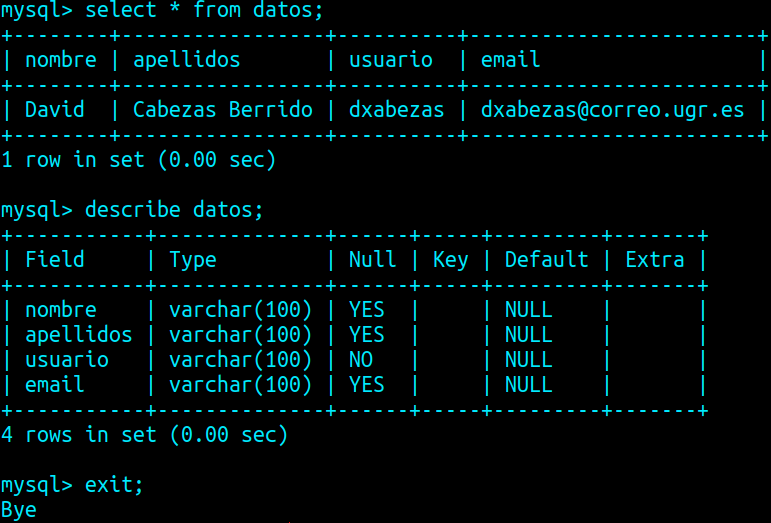 mysql> select * from datos;
+--------+-----------------+----------+------------------------+
| nombre | apellidos       | usuario  | email                  |
+--------+-----------------+----------+------------------------+
| David  | Cabezas Berrido | dxabezas | dxabezas@correo.ugr.es |
+--------+-----------------+----------+------------------------+
1 row in set (0.00 sec)

mysql> describe datos;
+-----------+--------------+------+-----+---------+-------+
| Field     | Type         | Null | Key | Default | Extra |
+-----------+--------------+------+-----+---------+-------+
| nombre    | varchar(100) | YES  |     | NULL    |       |
| apellidos | varchar(100) | YES  |     | NULL    |       |
| usuario   | varchar(100) | NO   |     | NULL    |       |
| email     | varchar(100) | YES  |     | NULL    |       |
+-----------+--------------+------+-----+---------+-------+
4 rows in set (0.00 sec)

mysql> exit;
Bye